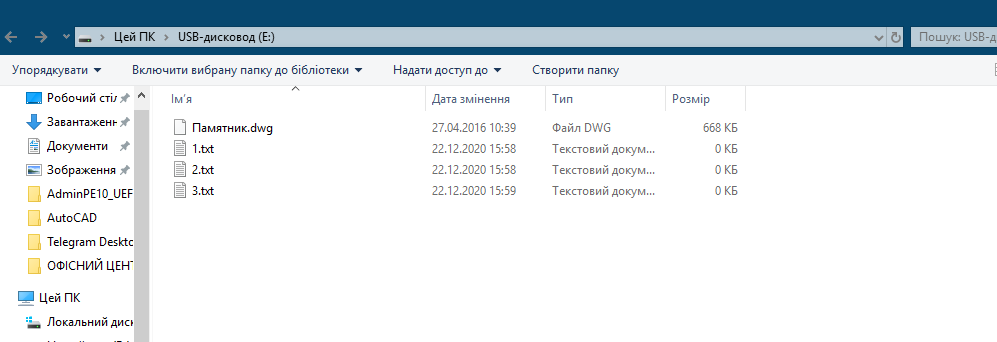 Цей ПК > USB-дисковод (E:)
Пошук: USB-д
Упорядкувати Включити вибрану папку до бібліотеки Надати доступ до Створити папку
Робочий стіл
Завантажен
Документи
Зображення
AdminPE10_UEF
AutoCAD
Telegram Deskto
ОФІСНИЙ ЦЕНТ
Цей ПК
Локальний диск
Ім'я Дата змінення Тип Розмір
Памятник.dwg 27.04.2016 10:39 Файл DWG 668 КБ
1.txt 22.12.2020 15:58 Текстовий докум... 0 КБ
2.txt 22.12.2020 15:58 Текстовий докум... 0 КБ
3.txt 22.12.2020 15:59 Текстовий докум... 0 КБ